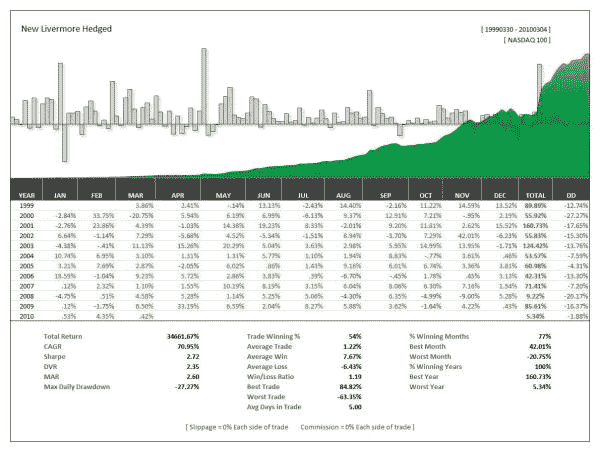 New Livermore Hedged
[ 19990330 - 20100304 ]
[ NASDAQ 100 ]
YEAR JAN FEB MAR APR MAY JUN JUL AUG SEP OCT NOV DEC TOTAL DD
1999 3.86% 2.41% -.14% 13.13% -2.43% 14.40% -2.16% 11.22% 14.59% 13.52% 89.89% -12.74%
2000 -2.84% 33.75% -20.75% 5.94% 6.19% 6.99% -6.13% 9.37% 12.91% 7.21% -.95% 2.19% 55.92% -27.27%
2001 -2.76% 23.86% 4.39% -1.03% 14.38% 19.23% 8.33% -2.01% 9.20% 11.81% 2.62% 15.52% 160.73% -17.65%
2002 6.64% -1.14% 7.29% -5.68% 4.52% -5.34% -1.51% 8.94% -3.70% 7.29% 42.01% -6.23% 55.83% -15.30%
2003 -4.38% -.41% 11.13% 15.26% 20.29% 5.04% 3.63% 2.98% 5.95% 14.99% 13.95% -1.71% 124.42% -13.76%
2004 10.74% 6.95% 3.10% 1.31% 1.31% 5.77% 1.10% 1.94% 8.83% -.77% 3.61% .46% 53.57% -7.59%
2005 3.21% 7.69% 2.87% -2.05% 6.02% .86% 1.43% 9.16% 6.01% 6.74% 3.36% 3.81% 60.98% -4.31%
2006 13.59% -1.04% 9.23% 5.72% 2.86% 3.83% .39% -6.70% -.45% 1.78% .45% 3.13% 36.30% -11.60%
2007 .12% 2.32% 1.10% 1.55% 10.19% 8.19% 3.15% 6.04% 8.06% 6.30% 7.16% 1.54% 71.41% -7.20%
2008 -4.75% .51% 4.58% 5.28% 1.14% 5.25% 5.06% -4.30% 6.35% -4.99% -9.00% 5.28% 9.22% -20.17%
2009 .12% -1.75% 6.50% 33.19% 6.59% 2.04% 8.27% 5.88% 3.62% -1.64% 4.22% .43% 85.61% -16.37%
2010 .53% 4.35% .42% 5.34% -1.88%
Total Return 34661.67% Trade Winning % 54% % Winning Months 77%
CAGR 70.95% Average Trade 1.22% Best Month 42.01%
Sharpe 2.72 Average Win 7.67% Worst Month -20.75%
DVR 2.35 Average Loss -6.43% % Winning Years 100%
MAR 2.60 Win/Loss Ratio 1.19 Best Year 160.73%
Max Daily Drawdown -27.27% Best Trade 84.82% Worst Year 5.34%
Worst Trade -63.35%
Avg Days in Trade 5.00
[ Slippage = 0% Each side of trade Commission = 0% Each side of trade ]